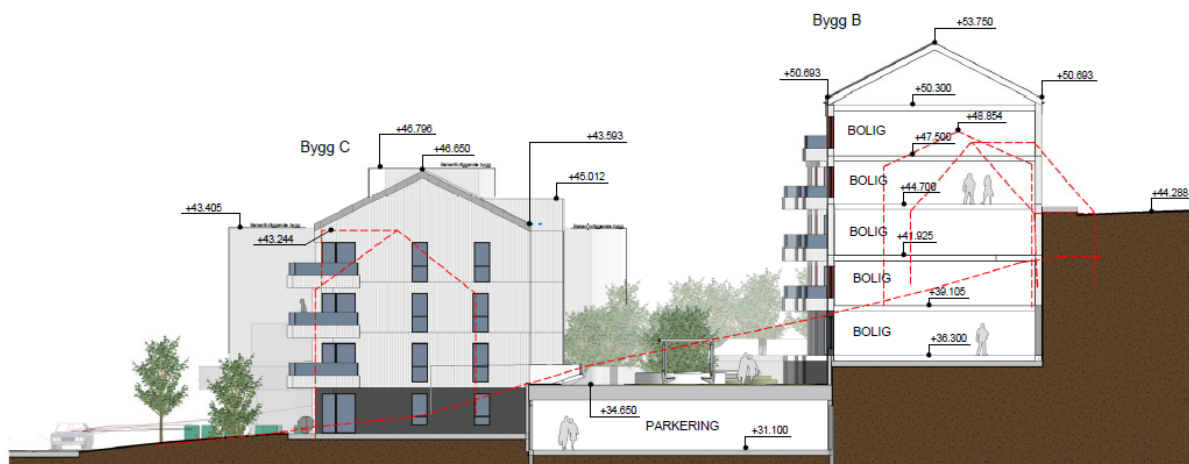 Bygg B
+53.750
+50.693
+50.693
+50.300
+48.854
BOLIG
+47.500
Bygg C
+46.796
+46.650
+43.593
BOLIG
+45.012
+44.700
+44.288
+43.405
+43.244
BOLIG
+41.925
BOLIG
+39.105
BOLIG
+36.300
+34.650
PARKERING
+31.100